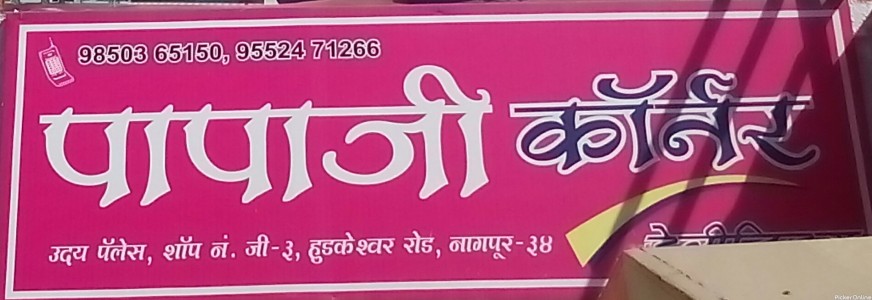 98503 65150, 95524 71266
पापाजी कॉर्नर
उदय पॅलेस, शॉप नं. जी-३, हुडकेश्वर रोड, नागपूर-३४